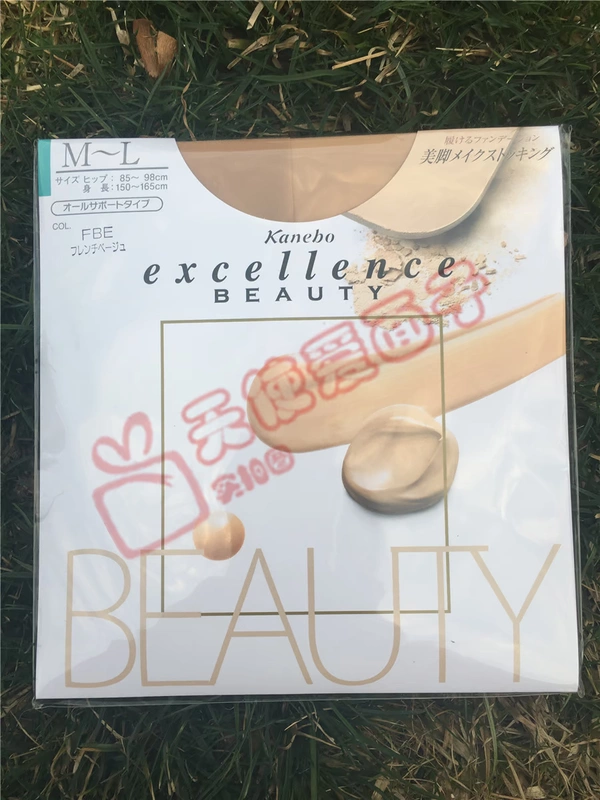 M〜L
サイズ ヒップ：85〜 98cm
身 長：150〜165cm
オールサポートタイプ
COL.
FBE
フレンチベージュ
履けるファンデーション
美脚メイクストッキング
Kanebo
excellence
BEAUTY
天使爱面子
实拍图
BEAUTY